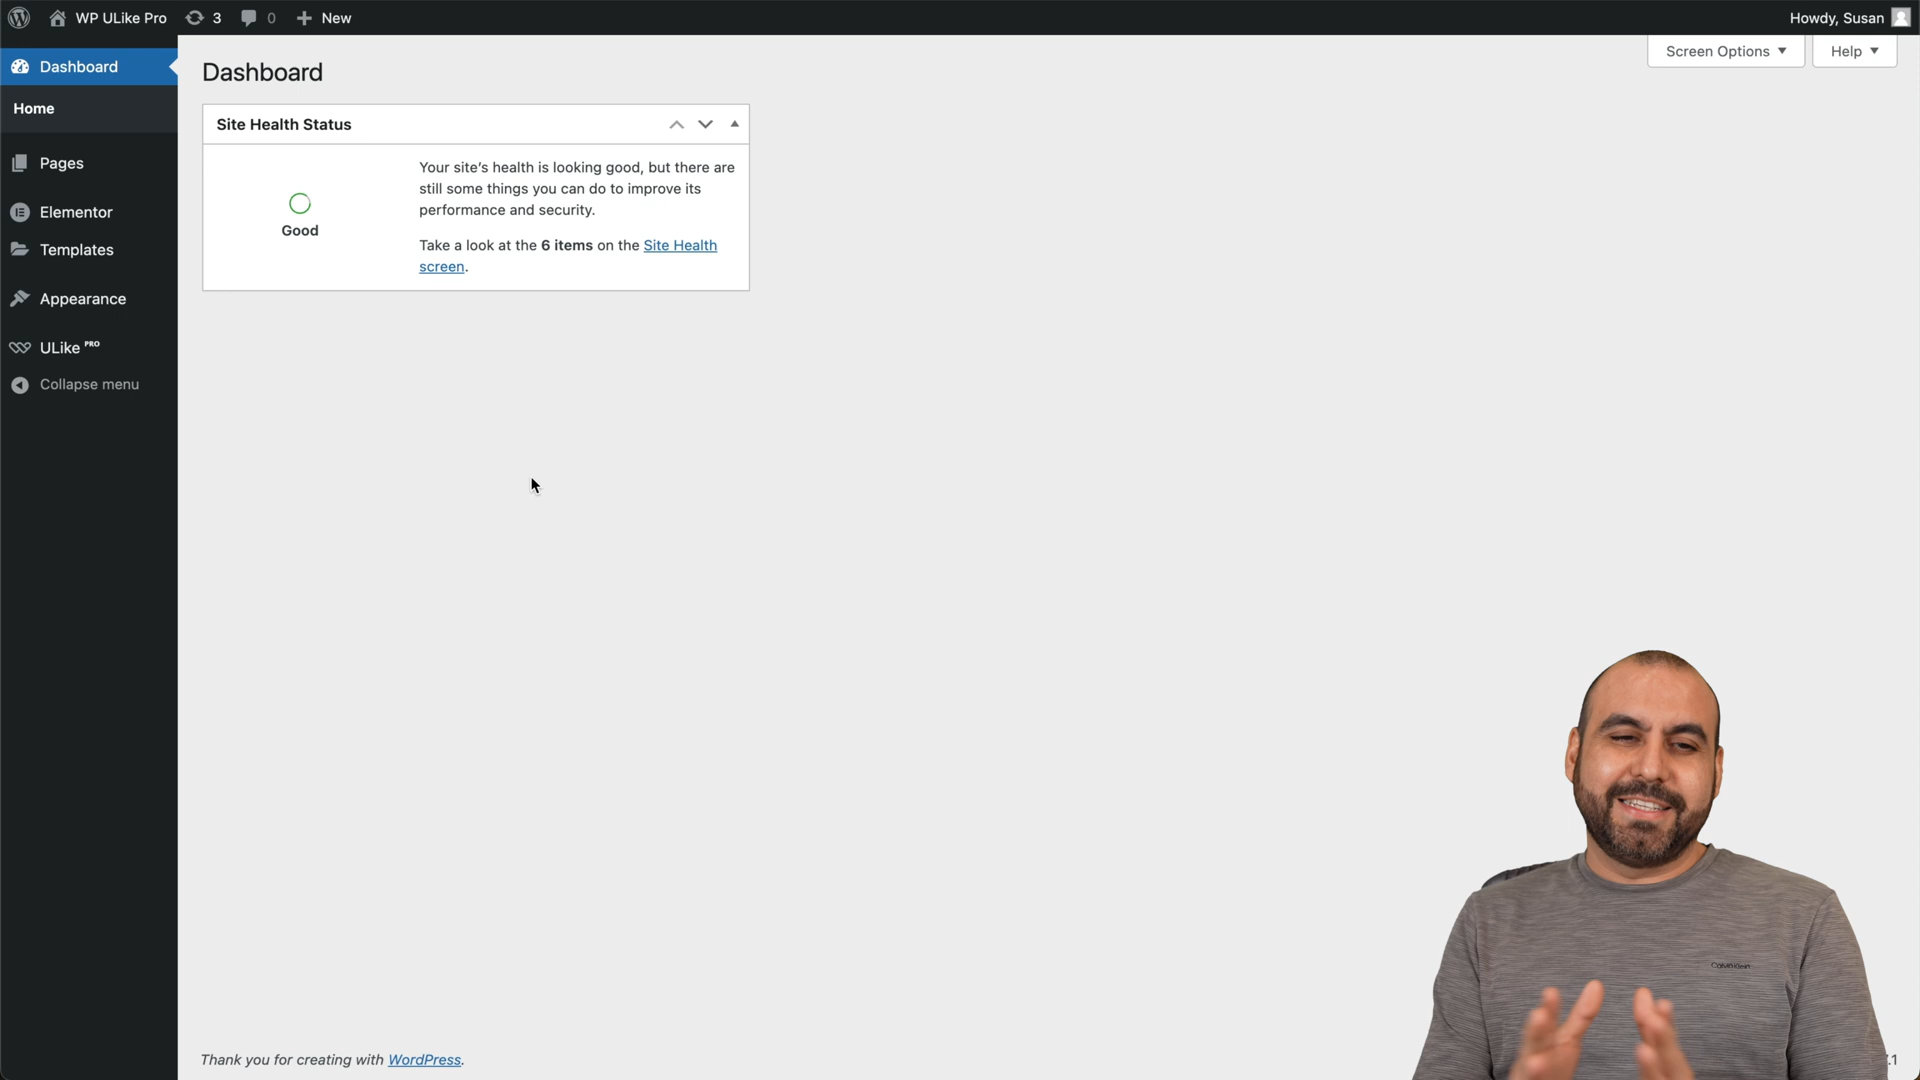 WP ULike Pro 3 0 + New Howdy, Susan
Screen Options ▼ Help ▼
Dashboard
Home
Pages
Elementor
Templates
Appearance
ULike PRO
Collapse menu
Dashboard
Site Health Status
Good
Your site's health is looking good, but there are
still some things you can do to improve its
performance and security.
Take a look at the 6 items on the Site Health
screen.
Calvin Klein
Thank you for creating with WordPress.